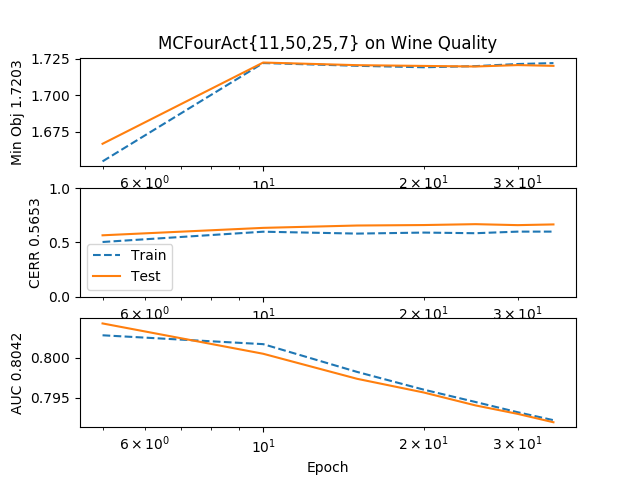 MCFourAct{11,50,25,7} on Wine Quality
Min Obj 1.7203
1.725
1.700
1.675
6 × 10⁰
10¹
2 × 10¹
3 × 10¹
CERR 0.5653
1.0
0.5
0.0
Train
Test
6 × 10⁰
10¹
2 × 10¹
3 × 10¹
AUC 0.8042
0.800
0.795
6 × 10⁰
10¹
2 × 10¹
3 × 10¹
Epoch